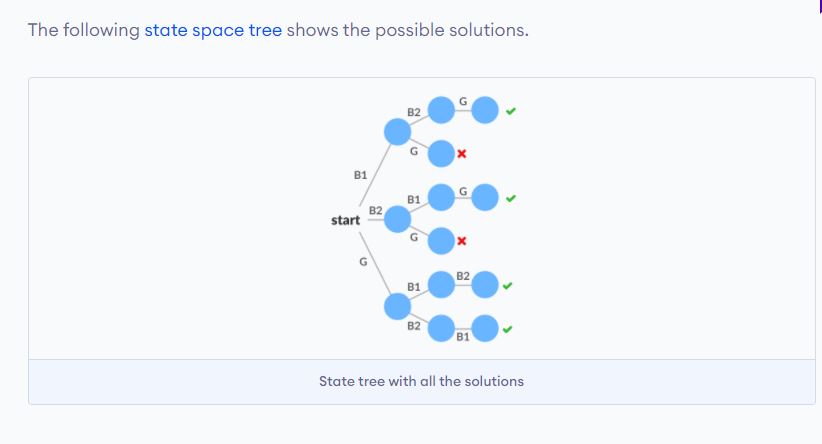 The following state space tree shows the possible solutions.
B2
G
G
B1
B1
G
B2
start
G
G
B1
B2
B2
B1
State tree with all the solutions